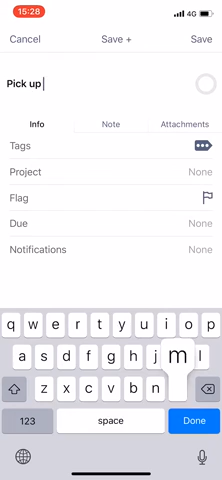 15:28
4G
Cancel
Save +
Save
Pick up
Info
Note
Attachments
Tags
Project
None
Flag
Due
None
Notifications
None
q w e r t y u i o p
a s d f g h j m l
z x c v b n
123
space
Done